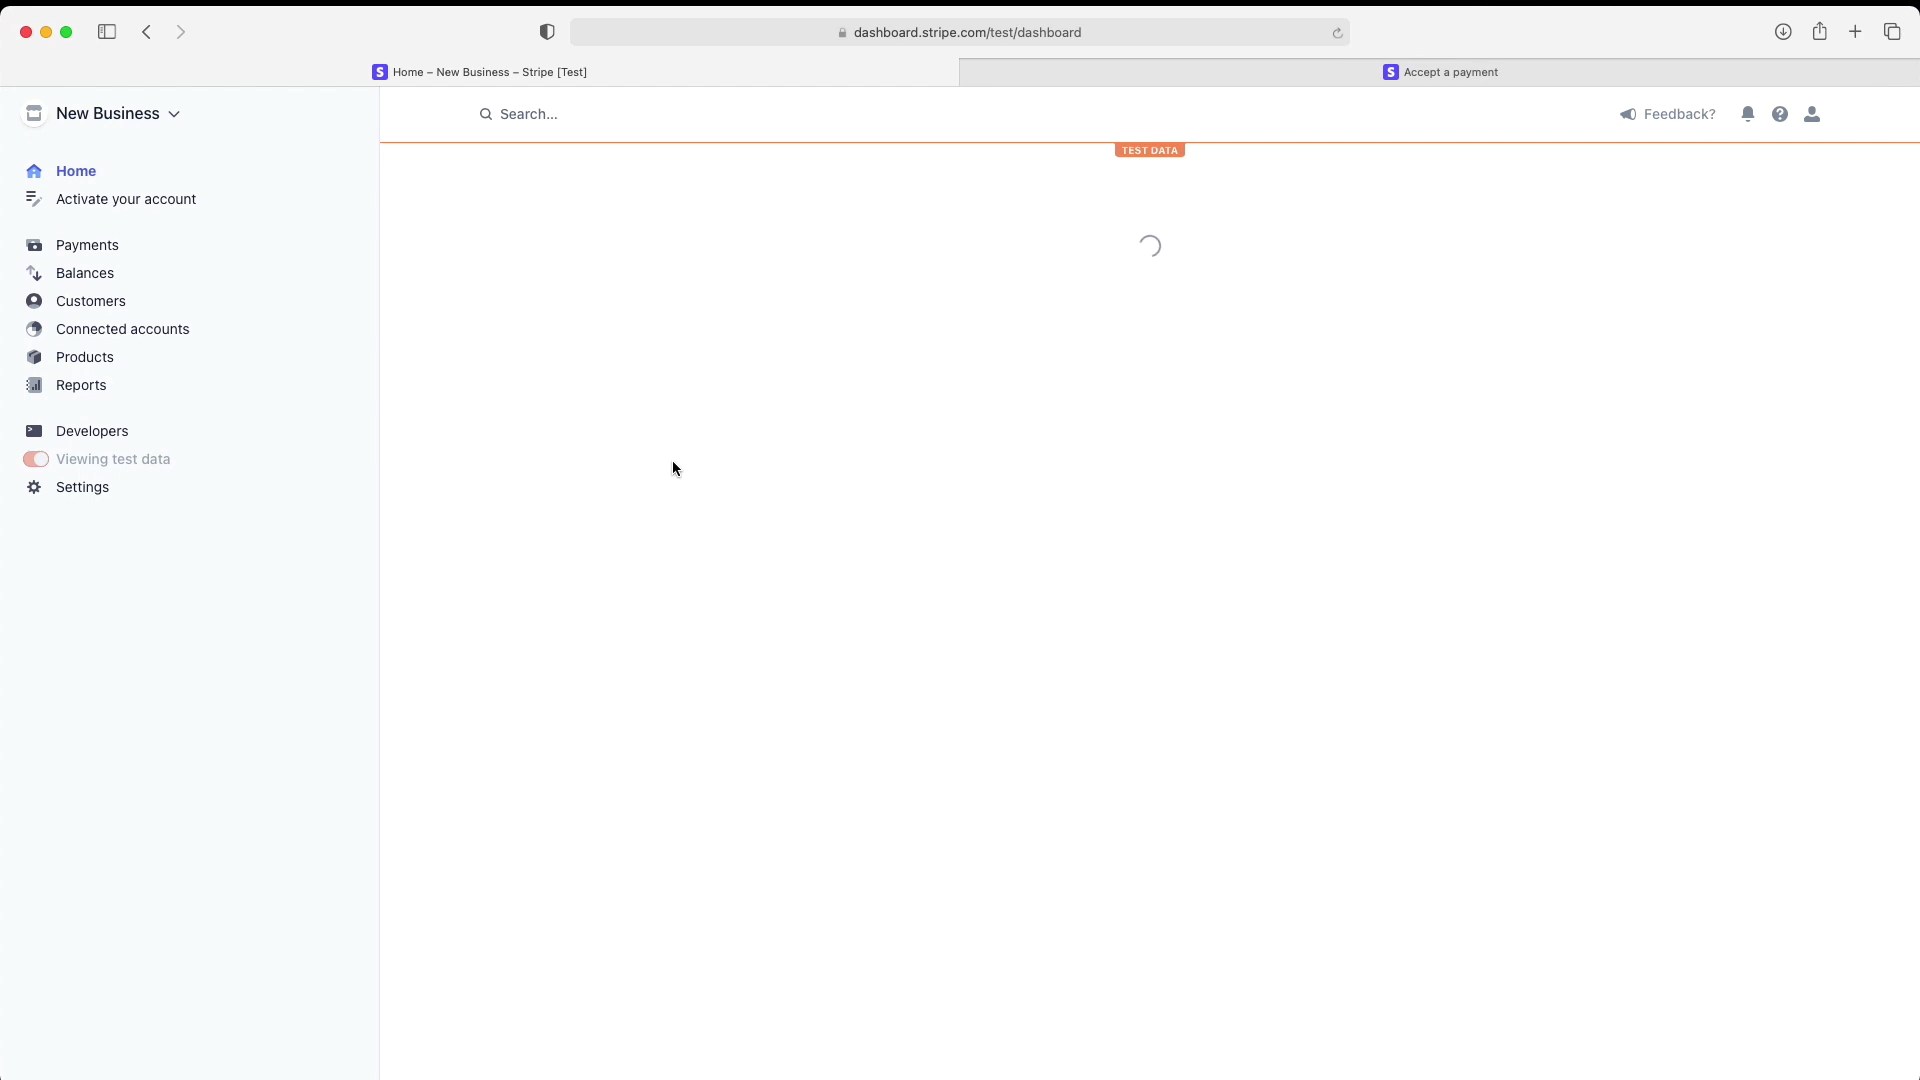 dashboard.stripe.com/test/dashboard
S Home – New Business – Stripe [Test]
S Accept a payment
New Business
Search...
Feedback?
TEST DATA
Home
Activate your account
Payments
Balances
Customers
Connected accounts
Products
Reports
Developers
Viewing test data
Settings